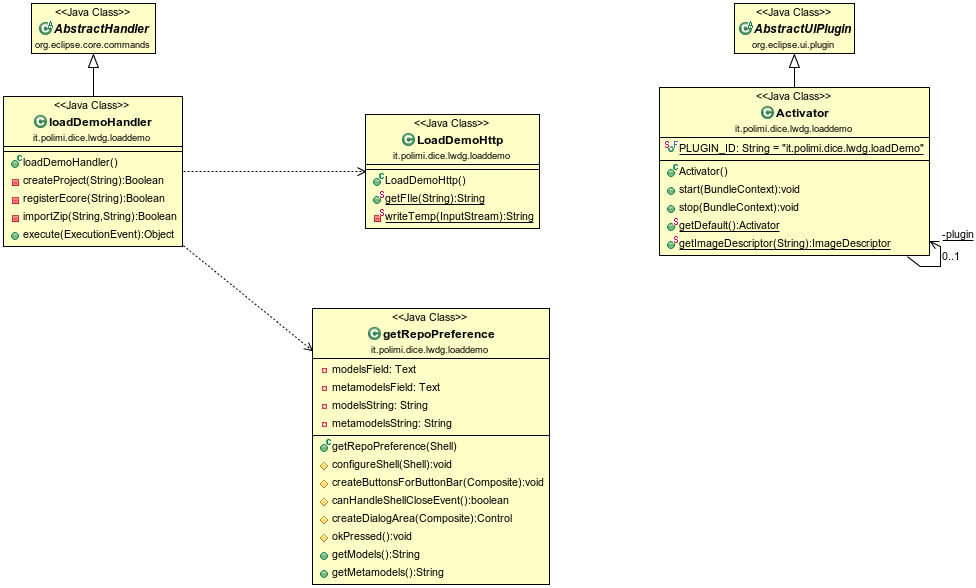 <<Java Class>>
AbstractHandler
org.eclipse.core.commands
<<Java Class>>
AbstractUIPlugin
org.eclipse.ui.plugin
<<Java Class>>
loadDemoHandler
it.polimi.dice.lwdg.loaddemo
loadDemoHandler()
createProject(String):Boolean
registerEcore(String):Boolean
importZip(String,String):Boolean
execute(ExecutionEvent):Object
<<Java Class>>
LoadDemoHttp
it.polimi.dice.lwdg.loaddemo
LoadDemoHttp()
getFIle(String):String
writeTemp(InputStream):String
<<Java Class>>
Activator
it.polimi.dice.lwdg.loaddemo
PLUGIN_ID: String = "it.polimi.dice.lwdg.loadDemo"
Activator()
start(BundleContext):void
stop(BundleContext):void
getDefault():Activator
getImageDescriptor(String):ImageDescriptor
-plugin
0..1
<<Java Class>>
getRepoPreference
it.polimi.dice.lwdg.loaddemo
modelsField: Text
metamodelsField: Text
modelsString: String
metamodelsString: String
getRepoPreference(Shell)
configureShell(Shell):void
createButtonsForButtonBar(Composite):void
canHandleShellCloseEvent():boolean
createDialogArea(Composite):Control
okPressed():void
getModels():String
getMetamodels():String